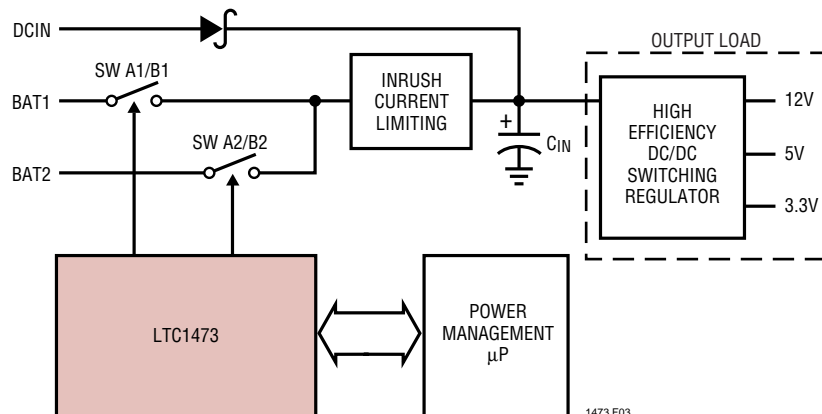 DCIN
SW A1/B1
BAT1
SW A2/B2
BAT2
INRUSH
CURRENT
LIMITING
+
CIN
OUTPUT LOAD
HIGH
EFFICIENCY
DC/DC
SWITCHING
REGULATOR
12V
5V
3.3V
LTC1473
POWER
MANAGEMENT
µP
1473 F03